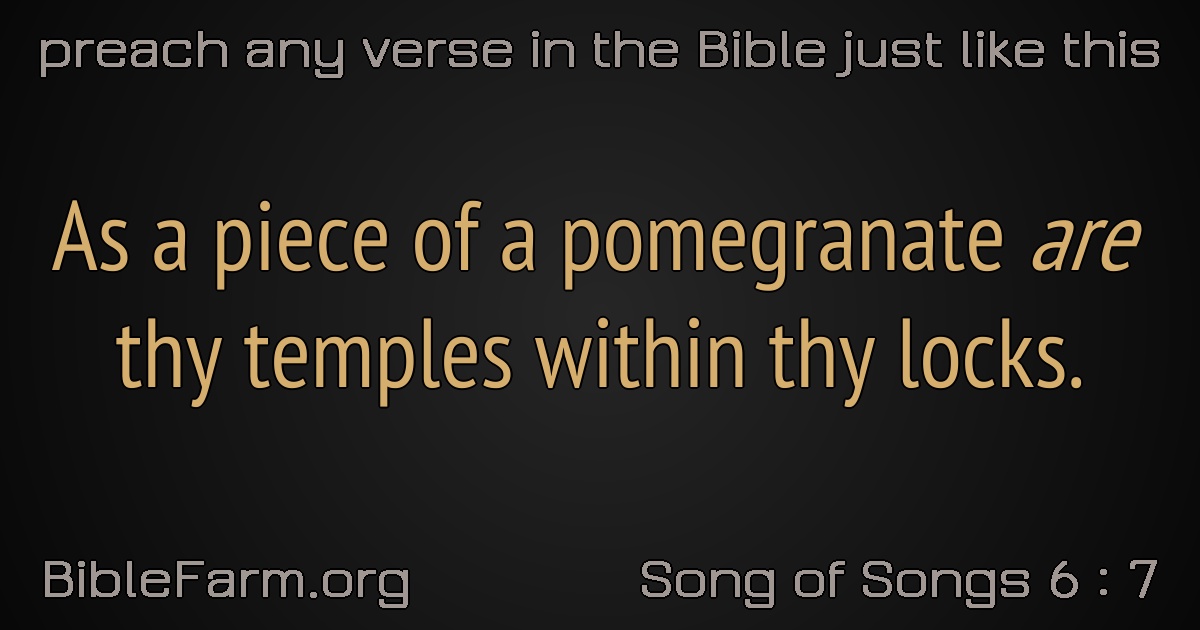 preach any verse in the Bible just like this
As a piece of a pomegranate are
thy temples within thy locks.
BibleFarm.org
Song of Songs 6 : 7